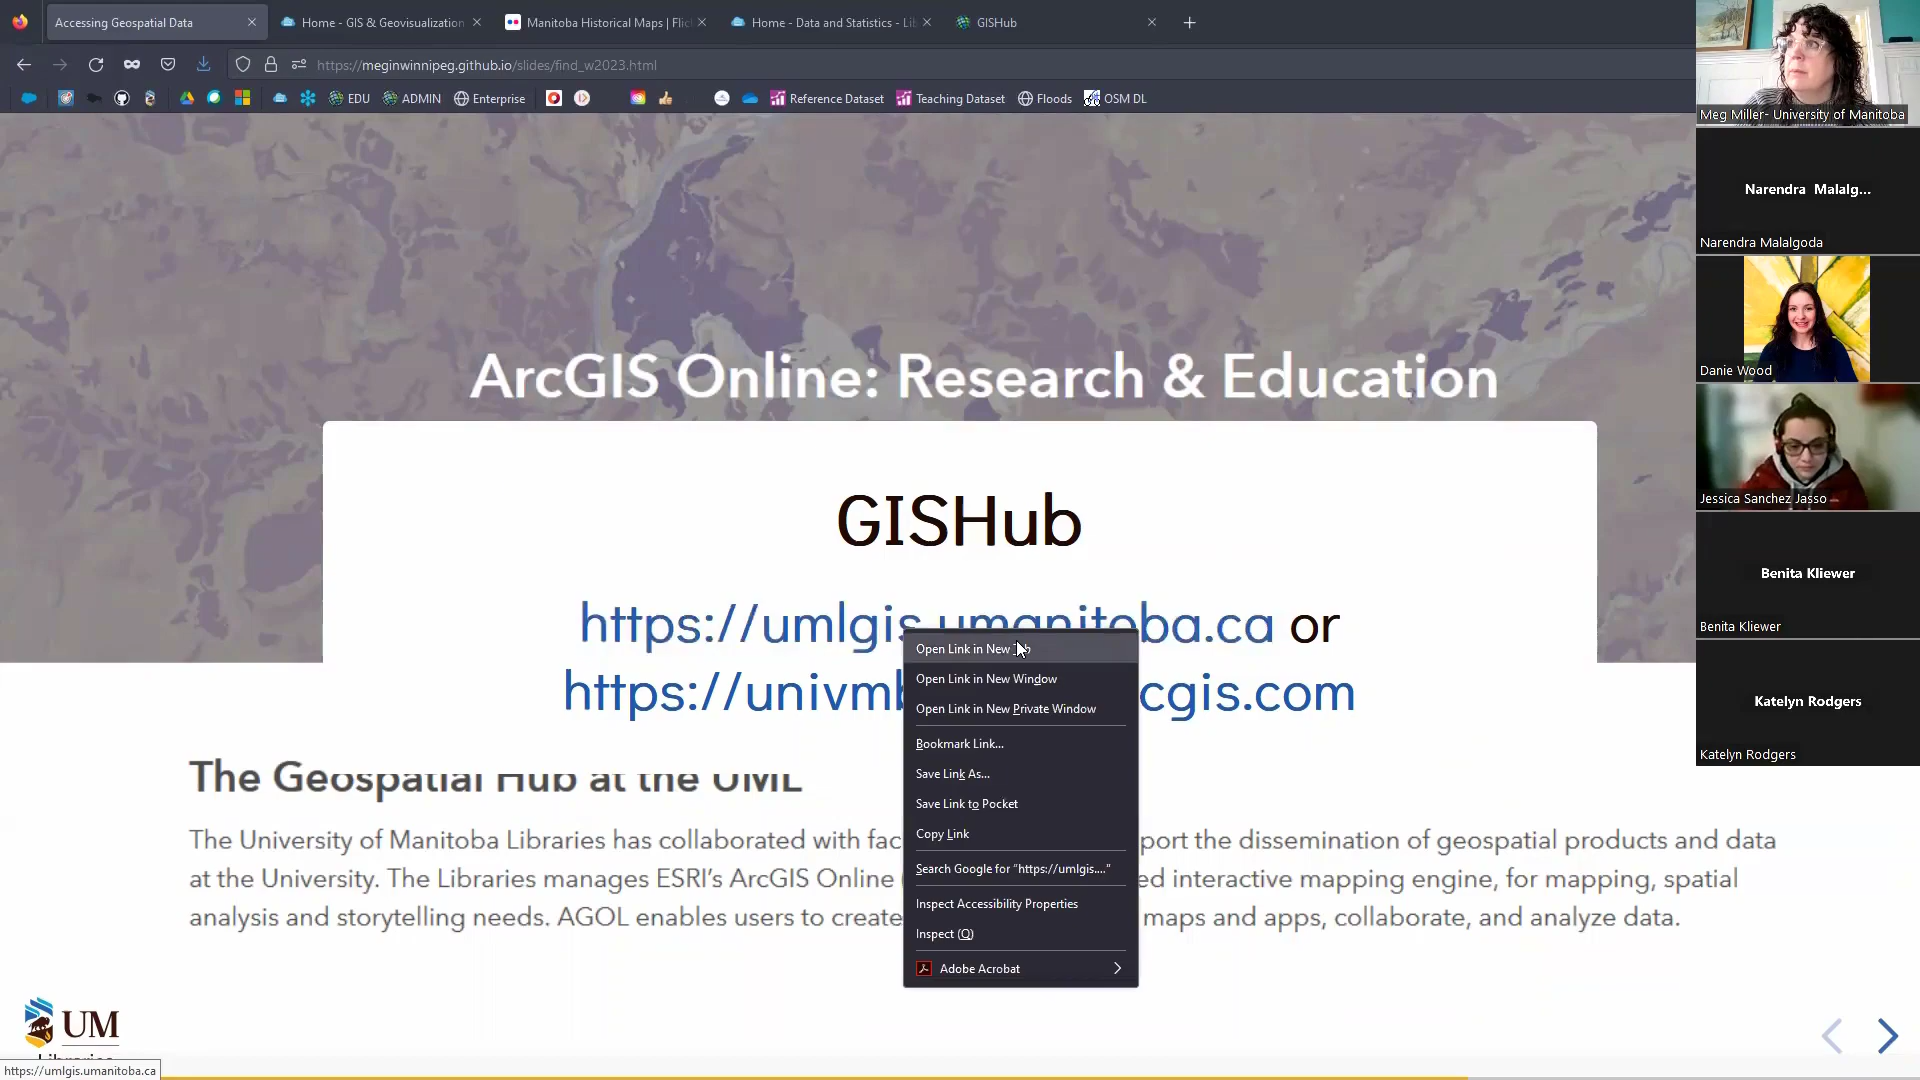 Accessing Geospatial Data
Home - GIS & Geovisualization
Manitoba Historical Maps | Flic
Home - Data and Statistics - Lib
GISHub
https://meginwinnipeg.github.io/slides/find_w2023.html
EDU
ADMIN
Enterprise
Reference Dataset
Teaching Dataset
Floods
OSM DL
Meg Miller- University of Manitoba
Narendra Malalg...
Narendra Malalgoda
Danie Wood
Jessica Sanchez Jasso
Benita Kliewer
Benita Kliewer
Katelyn Rodgers
Katelyn Rodgers
ArcGIS Online: Research & Education
GISHub
https://umlgis.umanitoba.ca or
https://univmb cgis.com
Open Link in New
Open Link in New Window
Open Link in New Private Window
Bookmark Link...
Save Link As...
Save Link to Pocket
Copy Link
Search Google for “https://umlgis....”
Inspect Accessibility Properties
Inspect (Q)
Adobe Acrobat
The Geospatial Hub at the UML
The University of Manitoba Libraries has collaborated with fac port the dissemination of geospatial products and data
at the University. The Libraries manages ESRI's ArcGIS Online ed interactive mapping engine, for mapping, spatial
analysis and storytelling needs. AGOL enables users to create maps and apps, collaborate, and analyze data.
UM
Libraries
https://umlgis.umanitoba.ca